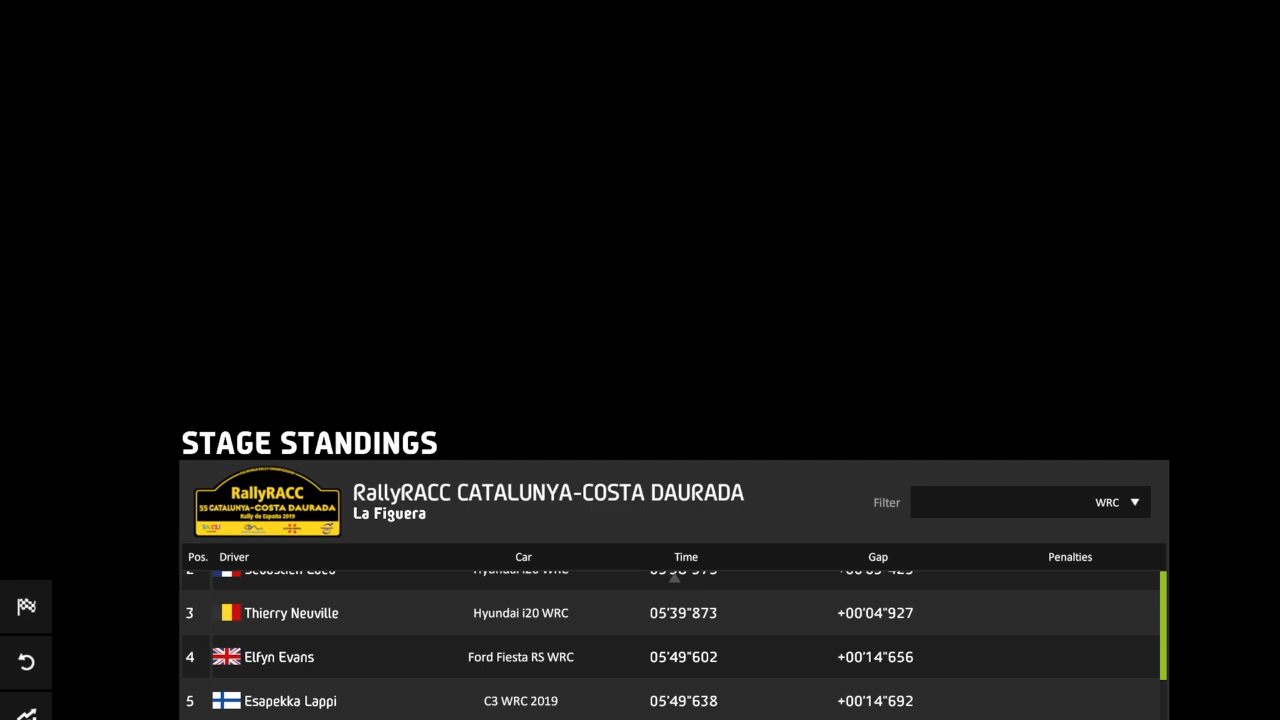 STAGE STANDINGS
RallyRACC
55 CATALUNYA-COSTA DAURADA
Rally de España 2019
RallyRACC CATALUNYA-COSTA DAURADA
La Figuera
Filter WRC
Pos. Driver Car Time Gap Penalties
3 Thierry Neuville Hyundai i20 WRC 05'39"873 +00'04"927
4 Elfyn Evans Ford Fiesta RS WRC 05'49"602 +00'14"656
5 Esapekka Lappi C3 WRC 2019 05'49"638 +00'14"692